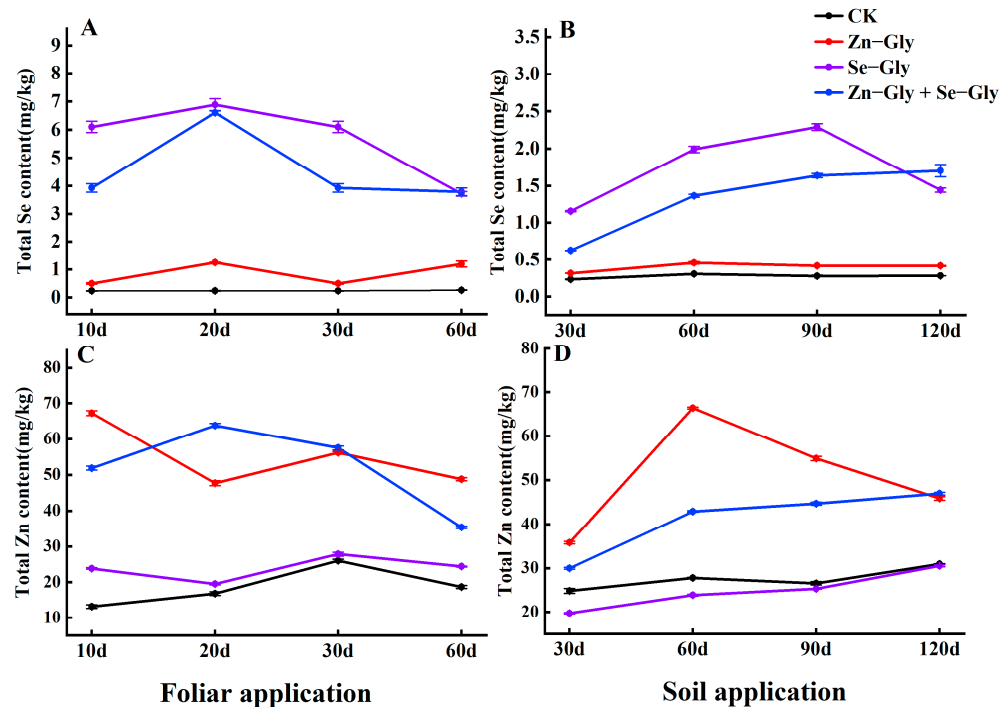 A
Total Se content(mg/kg)
9
8
7
6
5
4
3
2
1
0
10d 20d 30d 60d
B
CK
Zn−Gly
Se−Gly
Zn−Gly + Se−Gly
Total Se content(mg/kg)
3.5
3.0
2.5
2.0
1.5
1.0
0.5
0.0
30d 60d 90d 120d
C
Total Zn content(mg/kg)
80
70
60
50
40
30
20
10
10d 20d 30d 60d
Foliar application
D
Total Zn content(mg/kg)
80
70
60
50
40
30
20
30d 60d 90d 120d
Soil application